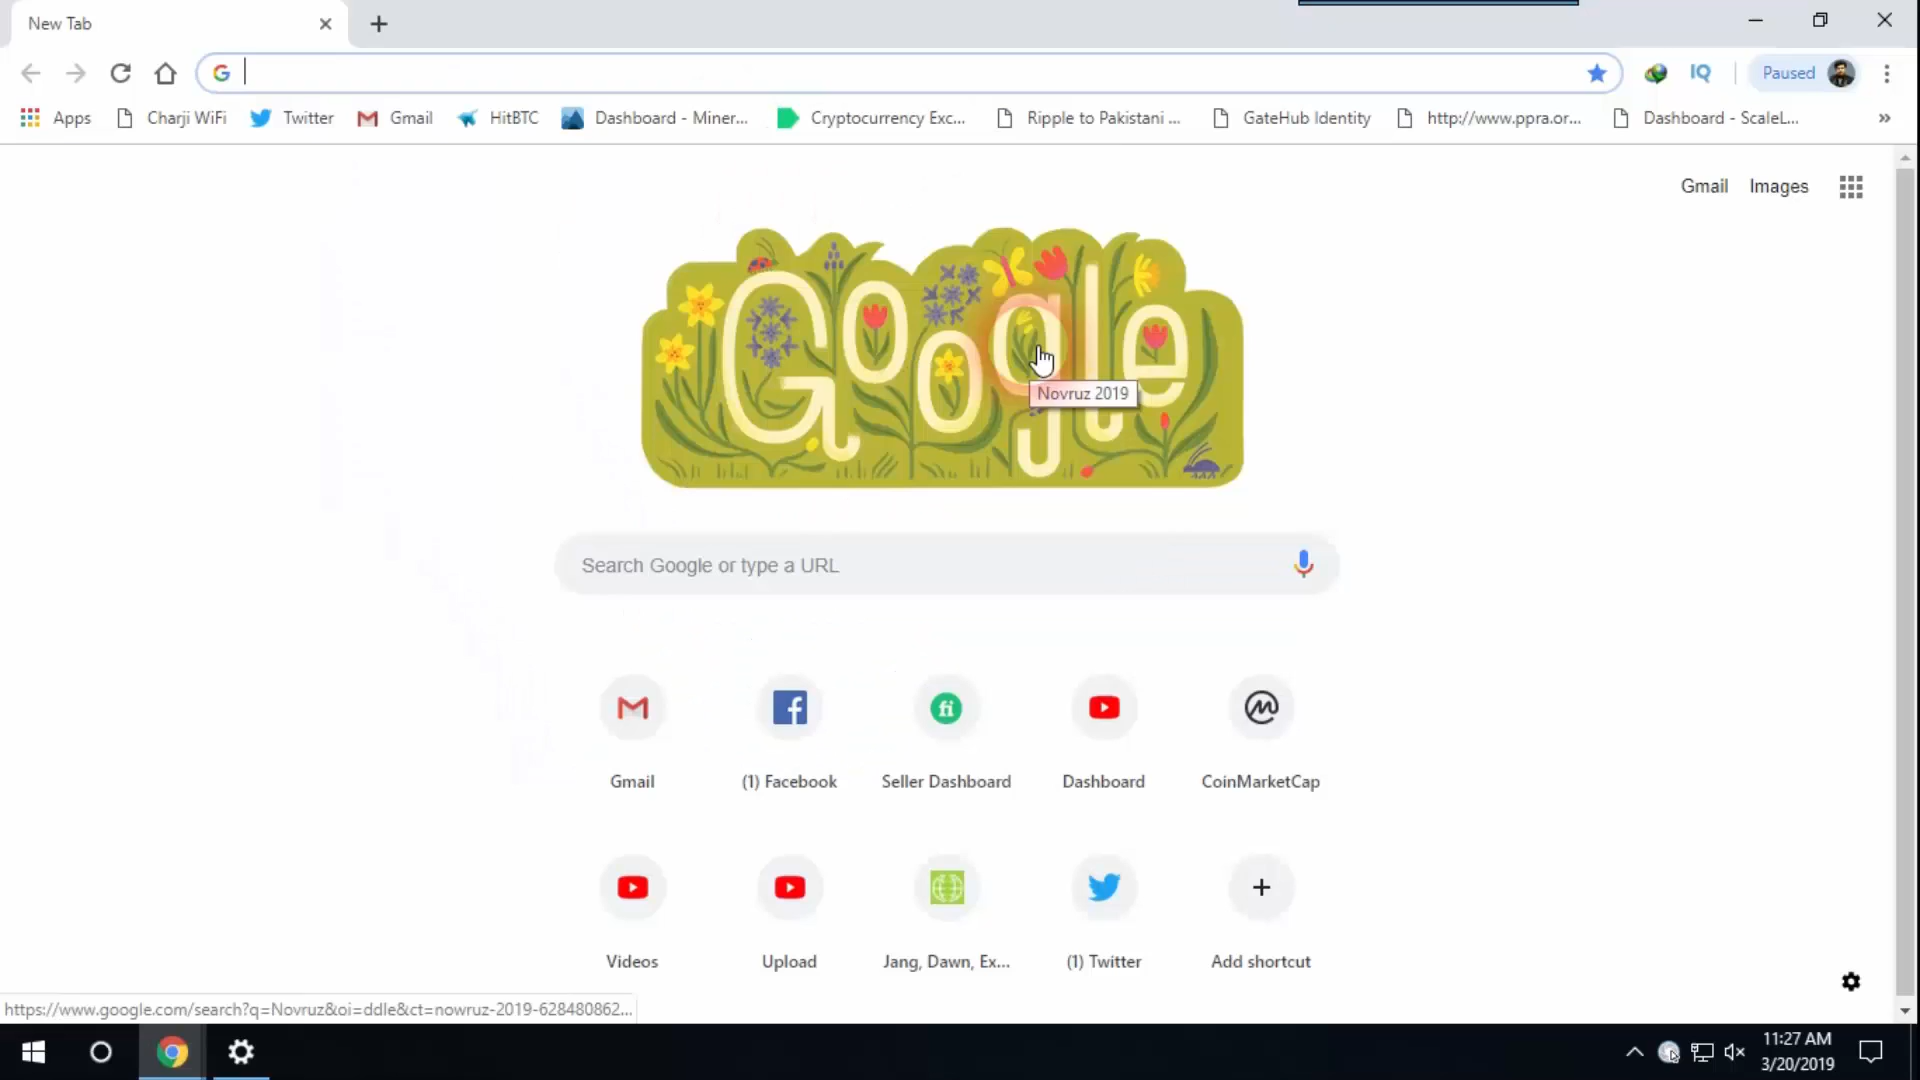 New Tab
Paused
Apps
Charji WiFi
Twitter
Gmail
HitBTC
Dashboard - Miner...
Cryptocurrency Exc...
Ripple to Pakistani ...
GateHub Identity
http://www.ppra.or...
Dashboard - ScaleL...
»
Gmail
Images
Google
Novruz 2019
Search Google or type a URL
Gmail
(1) Facebook
Seller Dashboard
Dashboard
CoinMarketCap
Videos
Upload
Jang, Dawn, Ex...
(1) Twitter
Add shortcut
https://www.google.com/search?q=Novruz&oi=ddle&ct=nowruz-2019-628480862...
11:27 AM
3/20/2019
IQ
fi